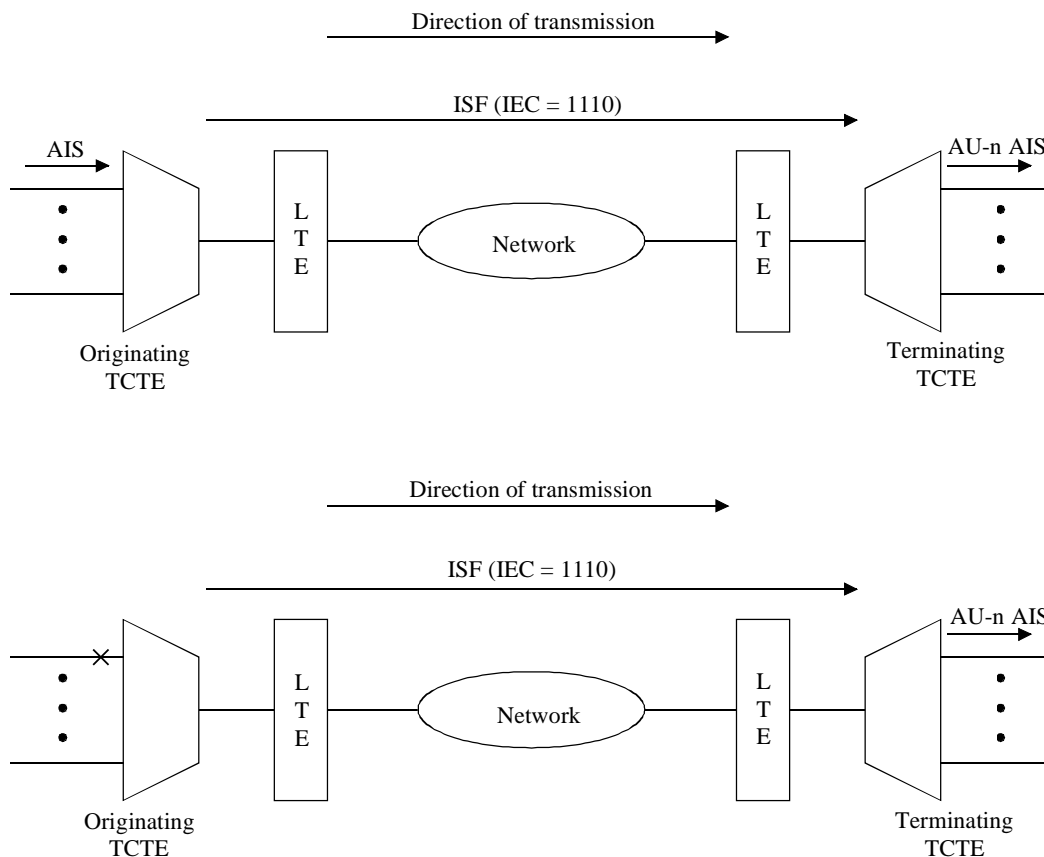 Direction of transmission
ISF (IEC = 1110)
AIS
AU-n AIS
L
T
E
Network
L
T
E
Originating
TCTE
Terminating
TCTE
Direction of transmission
ISF (IEC = 1110)
AU-n AIS
L
T
E
Network
L
T
E
Originating
TCTE
Terminating
TCTE